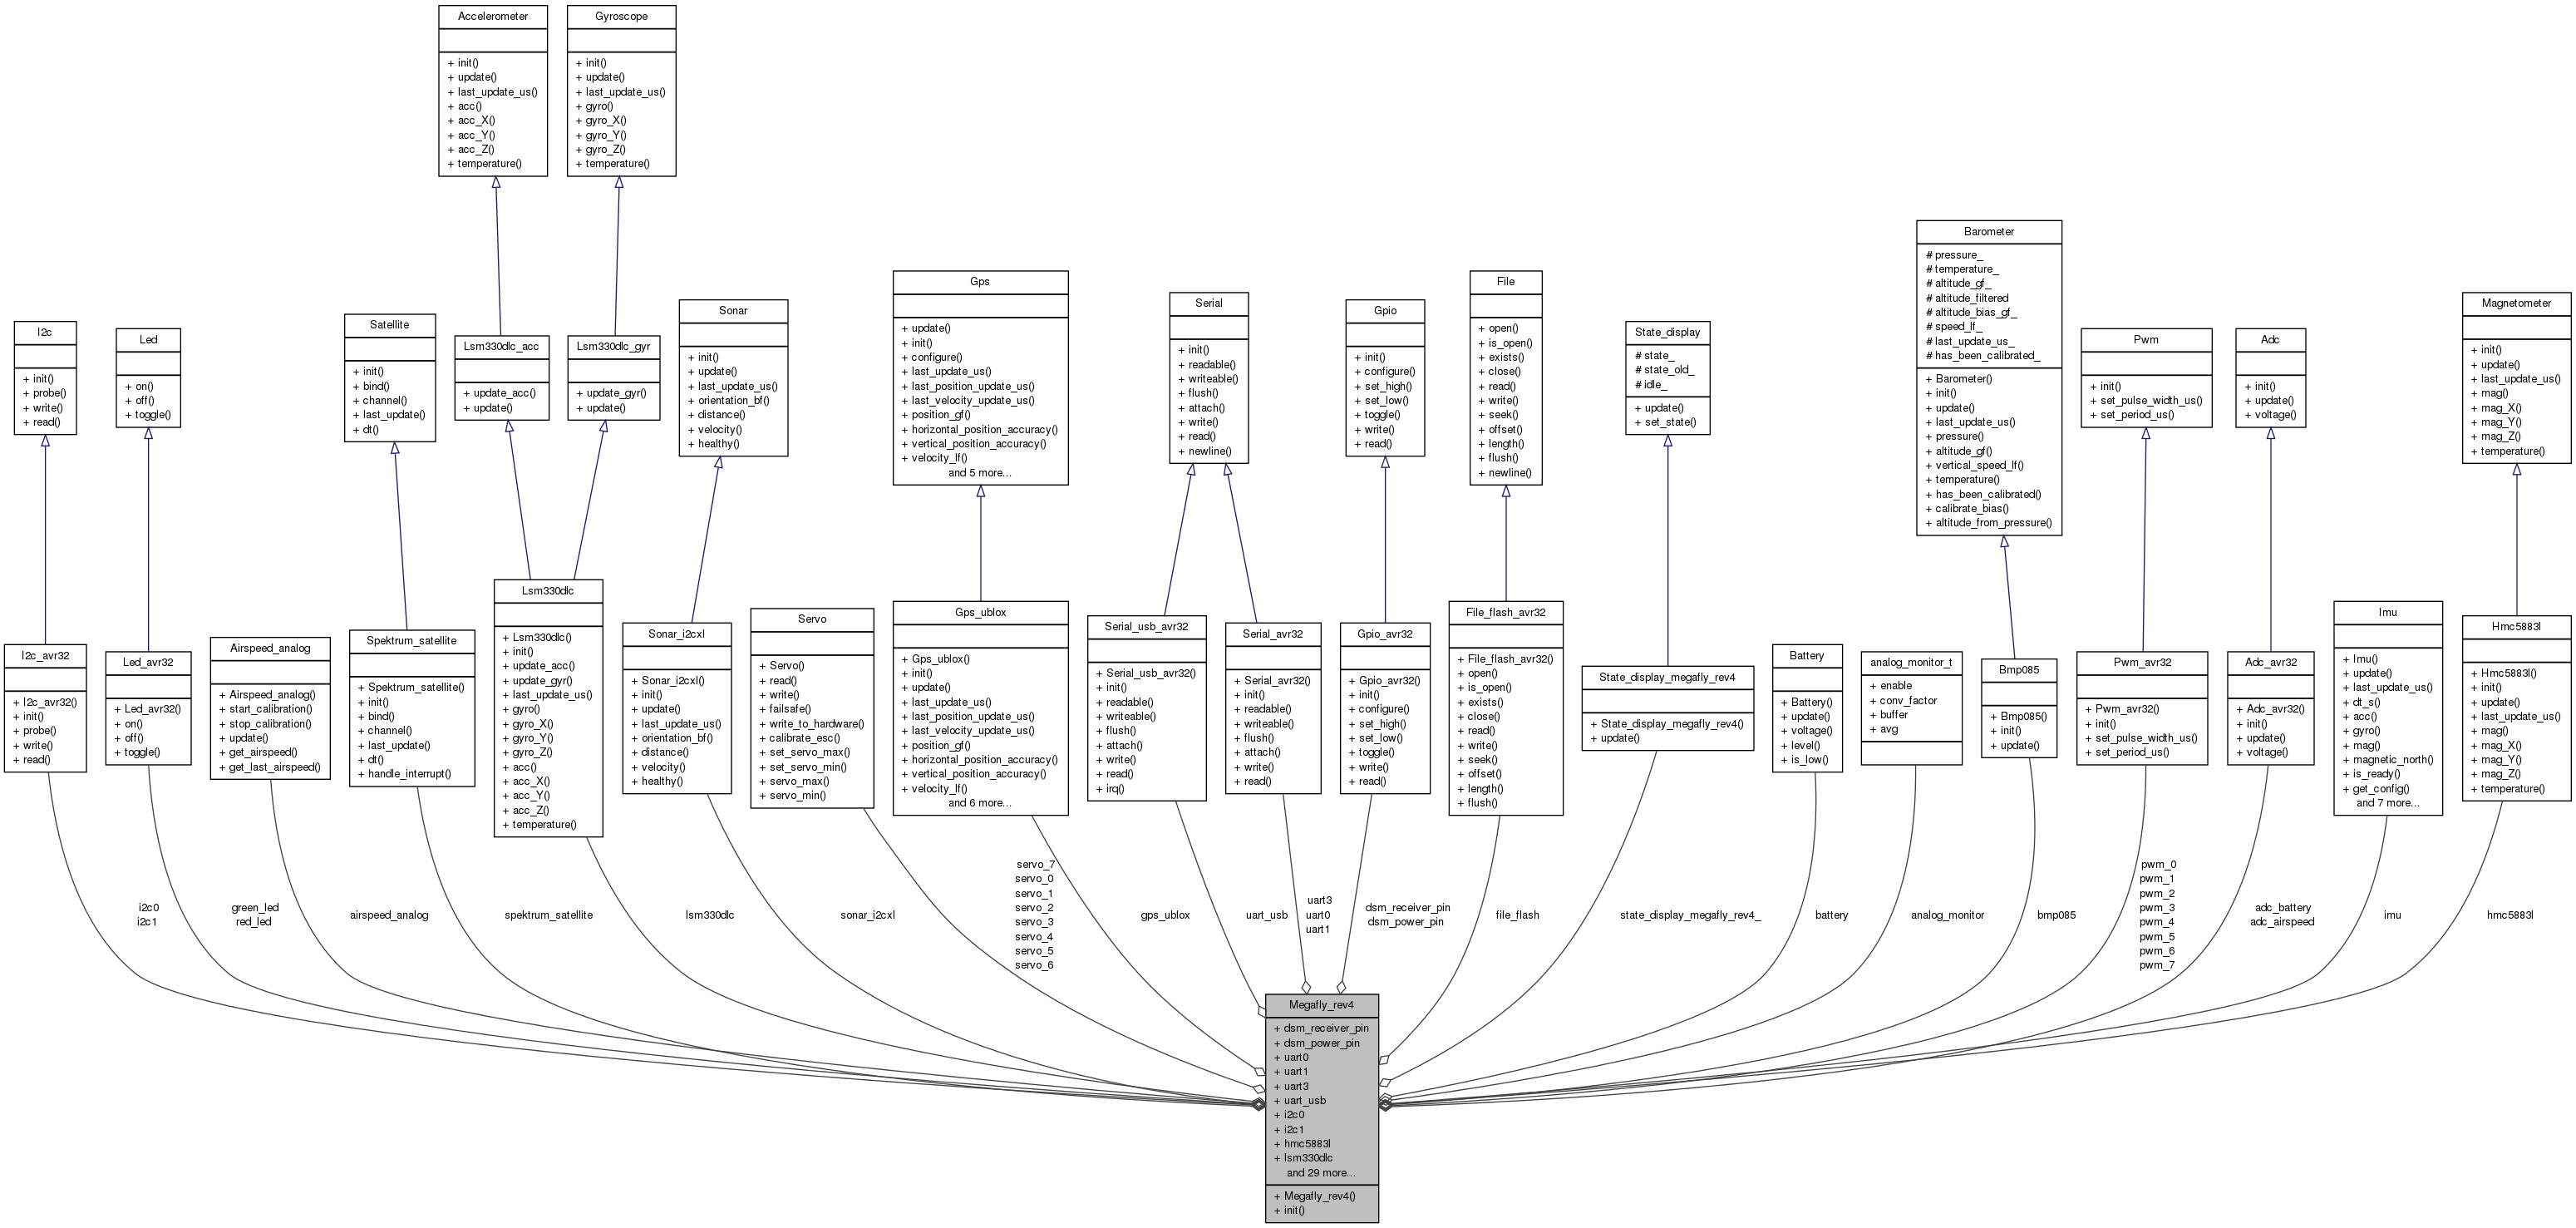 Accelerometer
+ init()
+ update()
+ last_update_us()
+ acc()
+ acc_X()
+ acc_Y()
+ acc_Z()
+ temperature()
Gyroscope
+ init()
+ update()
+ last_update_us()
+ gyro()
+ gyro_X()
+ gyro_Y()
+ gyro_Z()
+ temperature()
I2c
+ init()
+ probe()
+ write()
+ read()
Led
+ on()
+ off()
+ toggle()
Satellite
+ init()
+ bind()
+ channel()
+ last_update()
+ dt()
Lsm330dlc_acc
+ update_acc()
+ update()
Lsm330dlc_gyr
+ update_gyr()
+ update()
Sonar
+ init()
+ update()
+ last_update_us()
+ orientation_bf()
+ distance()
+ velocity()
+ healthy()
Gps
+ update()
+ init()
+ configure()
+ last_update_us()
+ last_position_update_us()
+ last_velocity_update_us()
+ position_gf()
+ horizontal_position_accuracy()
+ vertical_position_accuracy()
+ velocity_lf()
and 5 more...
Serial
+ init()
+ readable()
+ writeable()
+ flush()
+ attach()
+ write()
+ read()
+ newline()
Gpio
+ init()
+ configure()
+ set_high()
+ set_low()
+ toggle()
+ write()
+ read()
File
+ open()
+ is_open()
+ exists()
+ close()
+ read()
+ write()
+ seek()
+ offset()
+ length()
+ flush()
+ newline()
State_display
# state_
# state_old_
# idle_
+ update()
+ set_state()
Barometer
# pressure_
# temperature_
# altitude_gf_
# altitude_filtered
# altitude_bias_gf_
# speed_lf_
# last_update_us_
# has_been_calibrated_
+ Barometer()
+ init()
+ update()
+ last_update_us()
+ pressure()
+ altitude_gf()
+ vertical_speed_lf()
+ temperature()
+ has_been_calibrated()
+ calibrate_bias()
+ altitude_from_pressure()
Pwm
+ init()
+ set_pulse_width_us()
+ set_period_us()
Adc
+ init()
+ update()
+ voltage()
Magnetometer
+ init()
+ update()
+ last_update_us()
+ mag()
+ mag_X()
+ mag_Y()
+ mag_Z()
+ temperature()
I2c_avr32
+ I2c_avr32()
+ init()
+ probe()
+ write()
+ read()
Led_avr32
+ Led_avr32()
+ on()
+ off()
+ toggle()
Airspeed_analog
+ Airspeed_analog()
+ start_calibration()
+ stop_calibration()
+ update()
+ get_airspeed()
+ get_last_airspeed()
Spektrum_satellite
+ Spektrum_satellite()
+ init()
+ bind()
+ channel()
+ last_update()
+ dt()
+ handle_interrupt()
Lsm330dlc
+ Lsm330dlc()
+ init()
+ update_acc()
+ update_gyr()
+ last_update_us()
+ gyro()
+ gyro_X()
+ gyro_Y()
+ gyro_Z()
+ acc()
+ acc_X()
+ acc_Y()
+ acc_Z()
+ temperature()
Sonar_i2cxl
+ Sonar_i2cxl()
+ init()
+ update()
+ last_update_us()
+ orientation_bf()
+ distance()
+ velocity()
+ healthy()
Servo
+ Servo()
+ read()
+ write()
+ failsafe()
+ write_to_hardware()
+ calibrate_esc()
+ set_servo_max()
+ set_servo_min()
+ servo_max()
+ servo_min()
Gps_ublox
+ Gps_ublox()
+ init()
+ update()
+ last_update_us()
+ last_position_update_us()
+ last_velocity_update_us()
+ position_gf()
+ horizontal_position_accuracy()
+ vertical_position_accuracy()
+ velocity_lf()
and 6 more...
Serial_usb_avr32
+ Serial_usb_avr32()
+ init()
+ readable()
+ writeable()
+ flush()
+ attach()
+ write()
+ read()
+ irq()
Serial_avr32
+ Serial_avr32()
+ init()
+ readable()
+ writeable()
+ flush()
+ attach()
+ write()
+ read()
Gpio_avr32
+ Gpio_avr32()
+ init()
+ configure()
+ set_high()
+ set_low()
+ toggle()
+ write()
+ read()
File_flash_avr32
+ File_flash_avr32()
+ open()
+ is_open()
+ exists()
+ close()
+ read()
+ write()
+ seek()
+ offset()
+ length()
+ flush()
State_display_megafly_rev4
+ State_display_megafly_rev4()
+ update()
Battery
+ Battery()
+ update()
+ voltage()
+ level()
+ is_low()
analog_monitor_t
+ enable
+ conv_factor
+ buffer
+ avg
Bmp085
+ Bmp085()
+ init()
+ update()
Pwm_avr32
+ Pwm_avr32()
+ init()
+ set_pulse_width_us()
+ set_period_us()
Adc_avr32
+ Adc_avr32()
+ init()
+ update()
+ voltage()
Imu
+ Imu()
+ update()
+ last_update_us()
+ dt_s()
+ acc()
+ gyro()
+ mag()
+ magnetic_north()
+ is_ready()
+ get_config()
and 7 more...
Hmc5883l
+ Hmc5883l()
+ init()
+ update()
+ last_update_us()
+ mag()
+ mag_X()
+ mag_Y()
+ mag_Z()
+ temperature()
i2c0
i2c1
green_led
red_led
airspeed_analog
spektrum_satellite
lsm330dlc
sonar_i2cxl
servo_7
servo_0
servo_1
servo_2
servo_3
servo_4
servo_5
servo_6
gps_ublox
uart_usb
uart3
uart0
uart1
dsm_receiver_pin
dsm_power_pin
file_flash
state_display_megafly_rev4_
battery
analog_monitor
bmp085
pwm_0
pwm_1
pwm_2
pwm_3
pwm_4
pwm_5
pwm_6
pwm_7
adc_battery
adc_airspeed
imu
hmc5883l
Megafly_rev4
+ dsm_receiver_pin
+ dsm_power_pin
+ uart0
+ uart1
+ uart3
+ uart_usb
+ i2c0
+ i2c1
+ hmc5883l
+ lsm330dlc
and 29 more...
+ Megafly_rev4()
+ init()